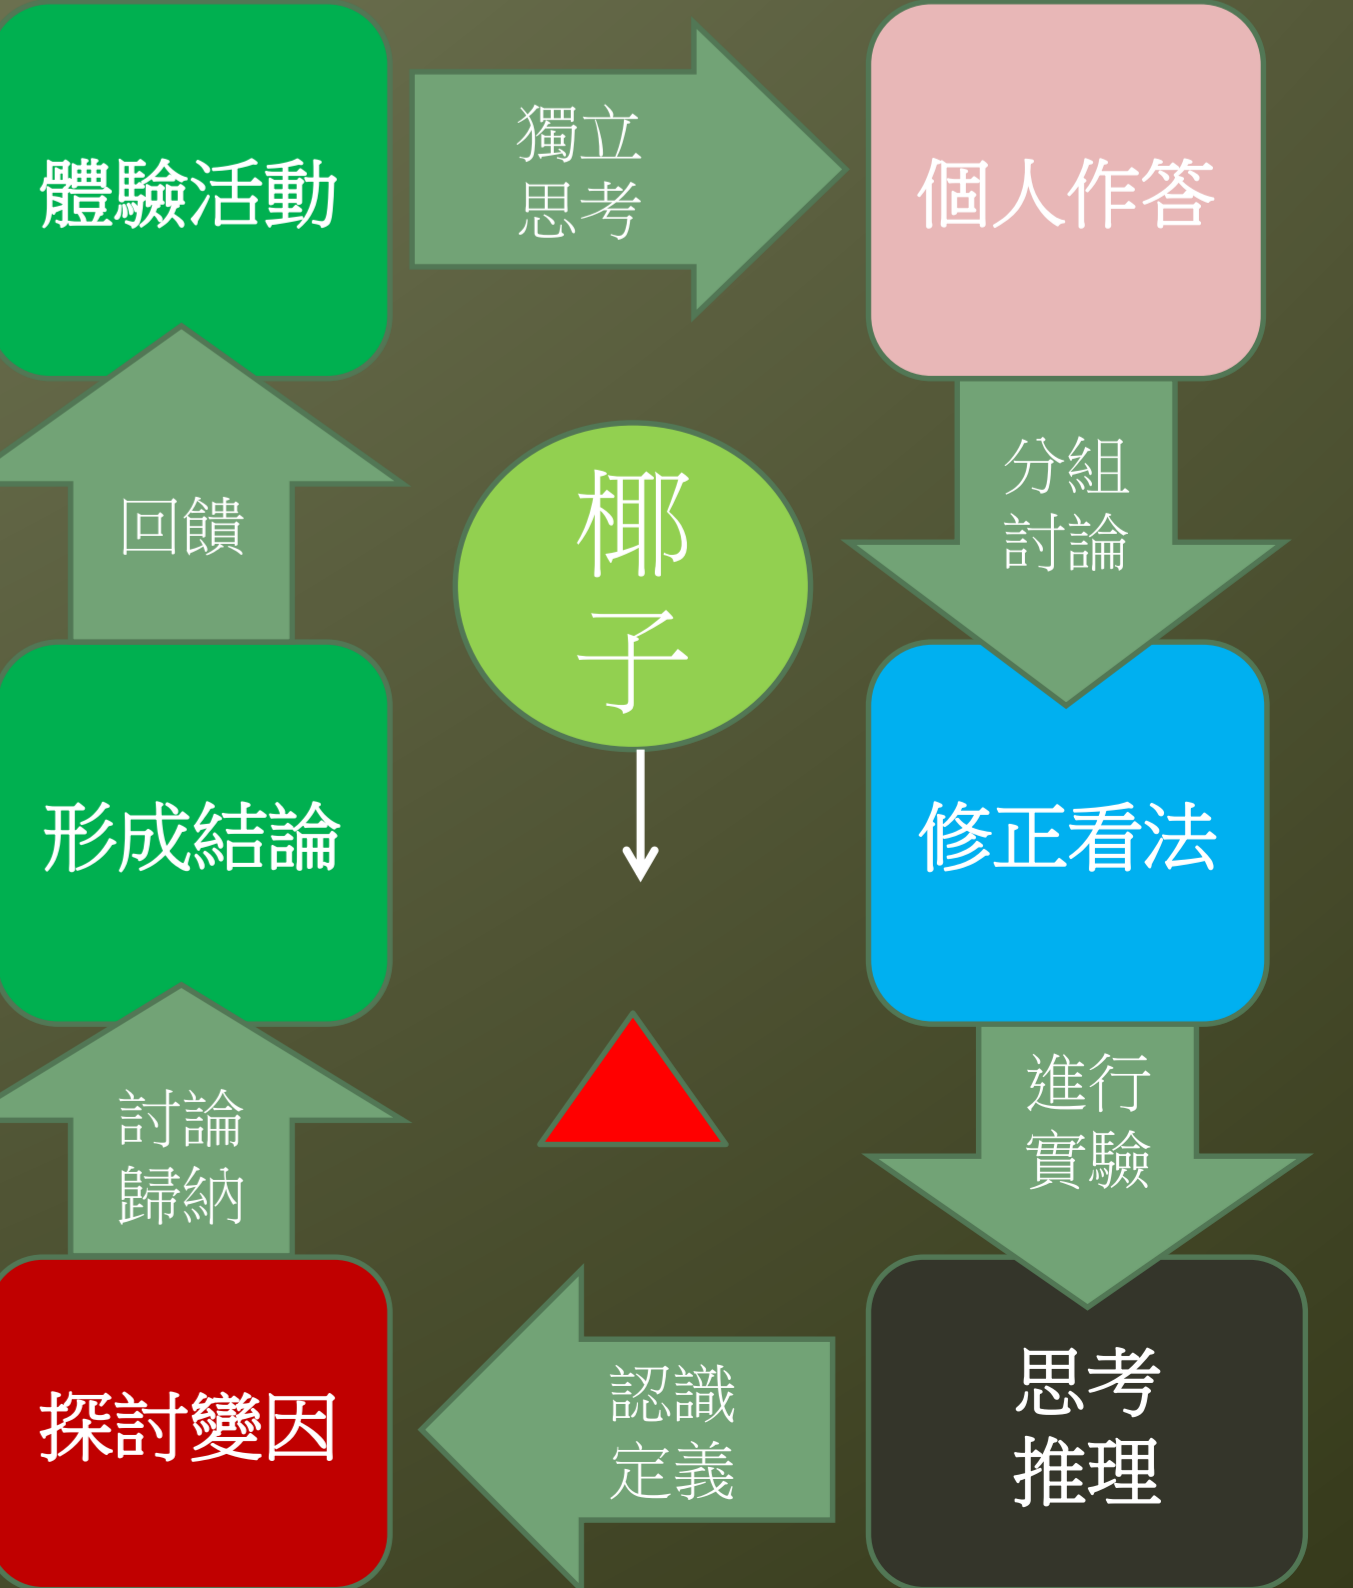 體驗活動
獨立
思考
個人作答
分組
討論
修正看法
進行
實驗
思考
推理
認識
定義
探討變因
討論
歸納
形成結論
回饋
椰
子